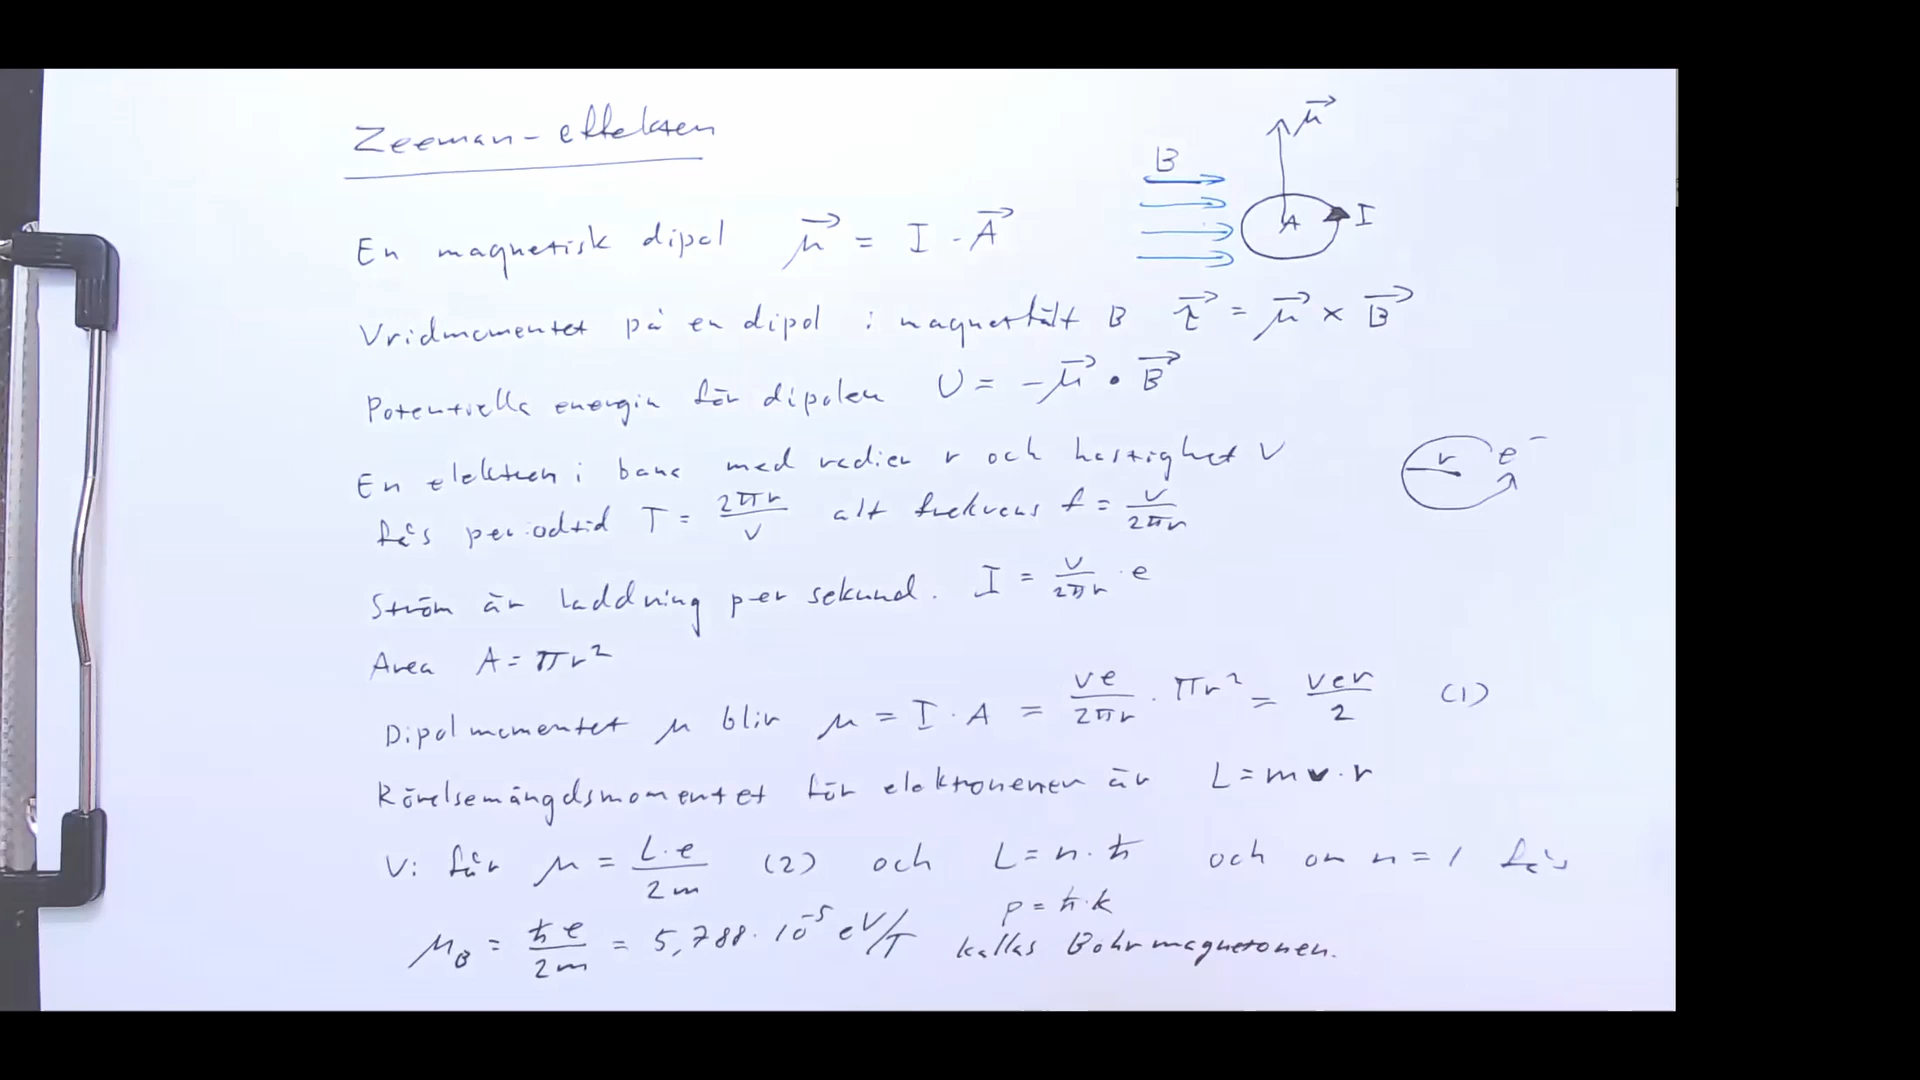 Zeeman-effekten
μ⃗
B
A
I
En magnetisk dipol μ⃗ = I · A⃗
Vridmomentet på en dipol i magnetfält B τ⃗ = μ⃗ × B⃗
Potentiella energin för dipolen U = -μ⃗ • B⃗
En elektron i bana med radien r och hastighet v
r e⁻
fås periodtid T = 2πr/v alt frekvens f = v/2πr
Ström är laddning per sekund. I = v/2πr · e
Area A = πr²
Dipolmomentet μ blir μ = I · A = ve/2πr · πr² = ver/2 (1)
Rörelsemängdsmomentet för elektronenen är L = mv·r
Vi får μ = L·e/2m (2) och L = n·ħ och om n = 1 fås
p = ħ·k
μ_B = ħe/2m = 5,788·10⁻⁵ eV/T kallas Bohrmagnetonen.